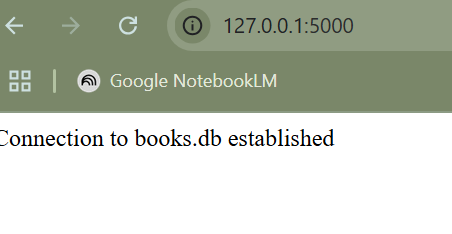 127.0.0.1:5000
Google NotebookLM
Connection to books.db established